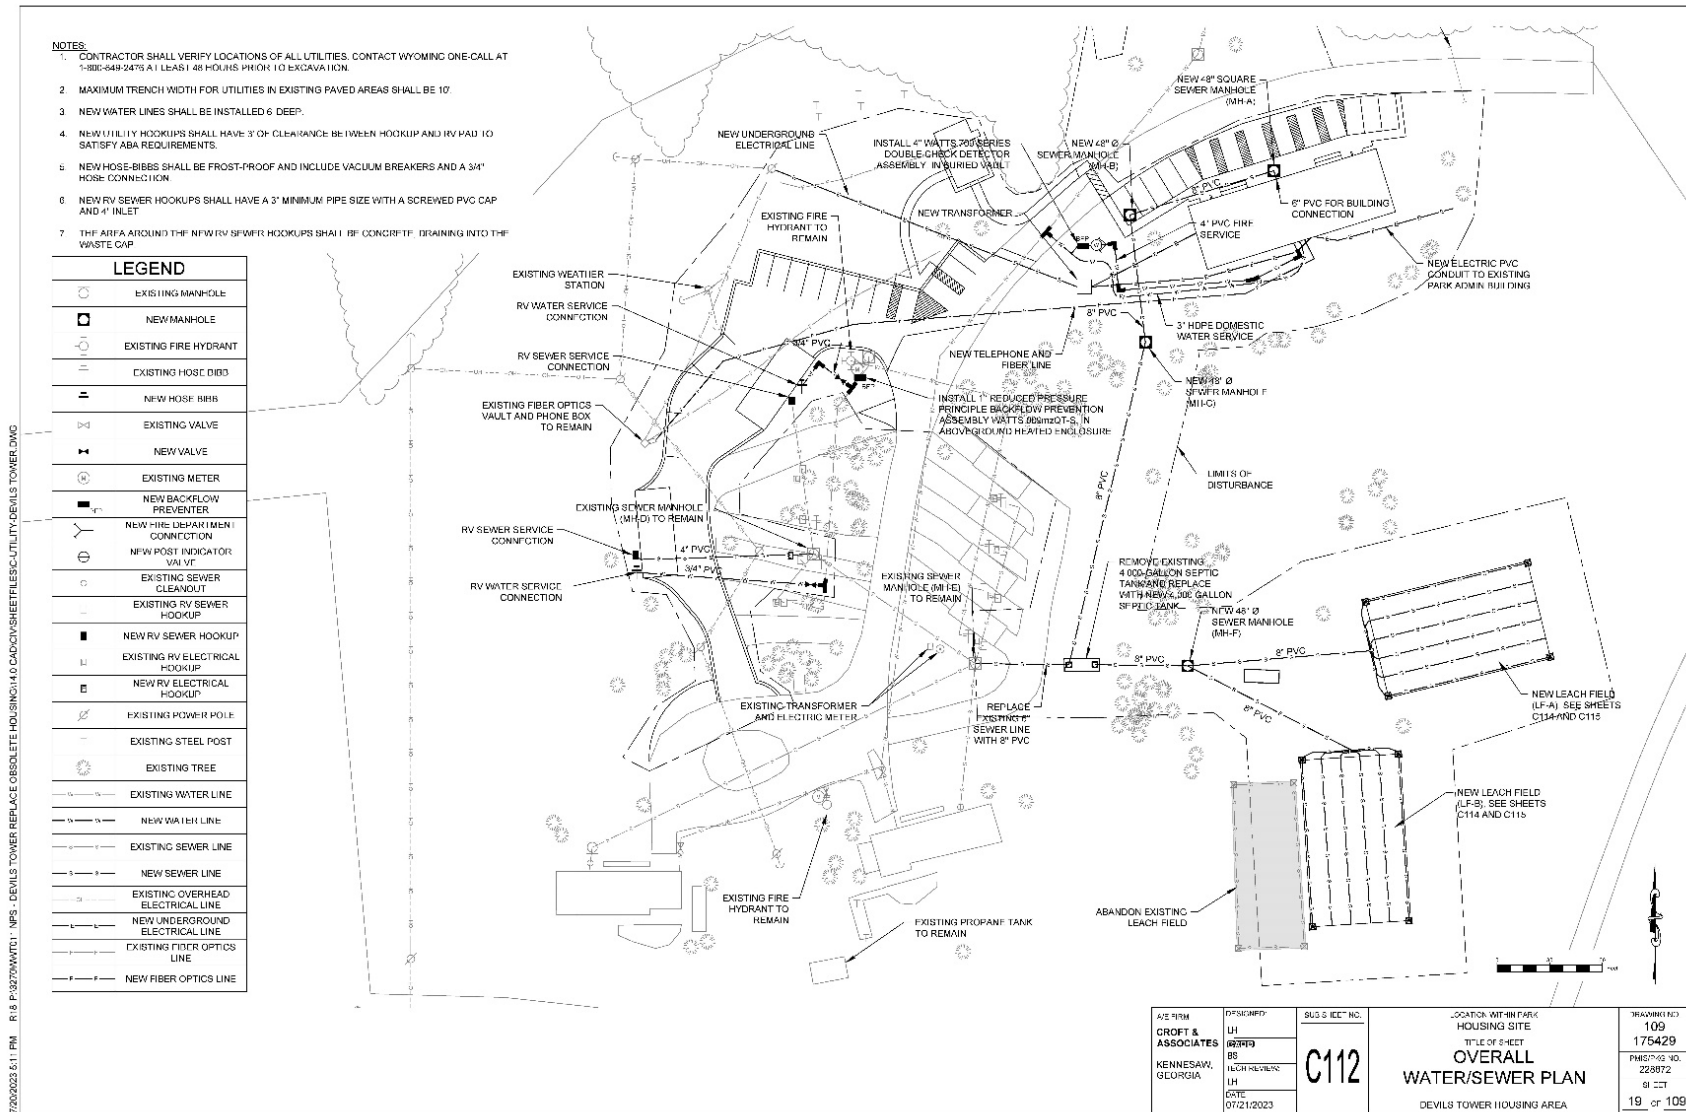 NOTES:
1. CONTRACTOR SHALL VERIFY LOCATIONS OF ALL UTILITIES. CONTACT WYOMING ONE-CALL AT
1-800-849-2476 AT LEAST 48 HOURS PRIOR TO EXCAVATION.
2. MAXIMUM TRENCH WIDTH FOR UTILITIES IN EXISTING PAVED AREAS SHALL BE 10'.
3. NEW WATER LINES SHALL BE INSTALLED 6' DEEP.
4. NEW UTILITY HOOKUPS SHALL HAVE 3' OF CLEARANCE BETWEEN HOOKUP AND RV PAD TO
SATISFY ABA REQUIREMENTS.
5. NEW HOSE-BIBBS SHALL BE FROST-PROOF AND INCLUDE VACUUM BREAKERS AND A 3/4"
HOSE CONNECTION.
6. NEW RV SEWER HOOKUPS SHALL HAVE A 3" MINIMUM PIPE SIZE WITH A SCREWED PVC CAP
AND 4" INLET
7. THE AREA AROUND THE NEW RV SEWER HOOKUPS SHALL BE CONCRETE, DRAINING INTO THE
WASTE CAP
LEGEND
EXISTING MANHOLE
NEW MANHOLE
EXISTING FIRE HYDRANT
EXISTING HOSE BIBB
NEW HOSE BIBB
EXISTING VALVE
NEW VALVE
EXISTING METER
NEW BACKFLOW
PREVENTER
NEW FIRE DEPARTMENT
CONNECTION
NEW POST INDICATOR
VALVE
EXISTING SEWER
CLEANOUT
EXISTING RV SEWER
HOOKUP
NEW RV SEWER HOOKUP
EXISTING RV ELECTRICAL
HOOKUP
NEW RV ELECTRICAL
HOOKUP
EXISTING POWER POLE
EXISTING STEEL POST
EXISTING TREE
EXISTING WATER LINE
NEW WATER LINE
EXISTING SEWER LINE
NEW SEWER LINE
EXISTING OVERHEAD
ELECTRICAL LINE
NEW UNDERGROUND
ELECTRICAL LINE
EXISTING FIBER OPTICS
LINE
NEW FIBER OPTICS LINE
NEW UNDERGROUND
ELECTRICAL LINE
INSTALL 4" WATTS 700 SERIES
DOUBLE CHECK DETECTOR
ASSEMBLY IN BURIED VAULT
NEW 48" Ø
SEWER MANHOLE
(MH-B)
NEW 48" SQUARE
SEWER MANHOLE
(MH-A)
8" PVC
6" PVC FOR BUILDING
CONNECTION
4" PVC FIRE
SERVICE
NEW TRANSFORMER
EXISTING FIRE
HYDRANT TO
REMAIN
NEW ELECTRIC PVC
CONDUIT TO EXISTING
PARK ADMIN BUILDING
EXISTING WEATHER
STATION
RV WATER SERVICE
CONNECTION
8" PVC
3" HDPE DOMESTIC
WATER SERVICE
3/4" PVC
RV SEWER SERVICE
CONNECTION
NEW TELEPHONE AND
FIBER LINE
NEW 48" Ø
SEWER MANHOLE
(MH-C)
INSTALL 1" REDUCED PRESSURE
PRINCIPLE BACKFLOW PREVENTION
ASSEMBLY WATTS 009mzQT-S, IN
ABOVEGROUND HEATED ENCLOSURE
EXISTING FIBER OPTICS
VAULT AND PHONE BOX
TO REMAIN
LIMITS OF
DISTURBANCE
8" PVC
EXISTING SEWER MANHOLE
(MH-D) TO REMAIN
RV SEWER SERVICE
CONNECTION
4" PVC
3/4" PVC
RV WATER SERVICE
CONNECTION
EXISTING SEWER
MANHOLE (MH-E)
TO REMAIN
REMOVE EXISTING
4,000-GALLON SEPTIC
TANK AND REPLACE
WITH NEW 4,000 GALLON
SEPTIC TANK
NEW 48" Ø
SEWER MANHOLE
(MH-F)
8" PVC
8" PVC
8" PVC
EXISTING TRANSFORMER
AND ELECTRIC METER
REPLACE
EXISTING 6"
SEWER LINE
WITH 8" PVC
NEW LEACH FIELD
(LF-A) SEE SHEETS
C114 AND C115
NEW LEACH FIELD
(LF-B), SEE SHEETS
C114 AND C115
EXISTING FIRE
HYDRANT TO
REMAIN
EXISTING PROPANE TANK
TO REMAIN
ABANDON EXISTING
LEACH FIELD
A/E FIRM
CROFT &
ASSOCIATES
KENNESAW,
GEORGIA
DESIGNED:
LH
CADD
BS
TECH REVIEW:
LH
DATE
07/21/2023
SUB SHEET NO.
C112
LOCATION WITHIN PARK
HOUSING SITE
TITLE OF SHEET
OVERALL
WATER/SEWER PLAN
DEVILS TOWER HOUSING AREA
DRAWING NO
109
175429
PMIS/PKG NO.
228872
SHEET
19 OF 109